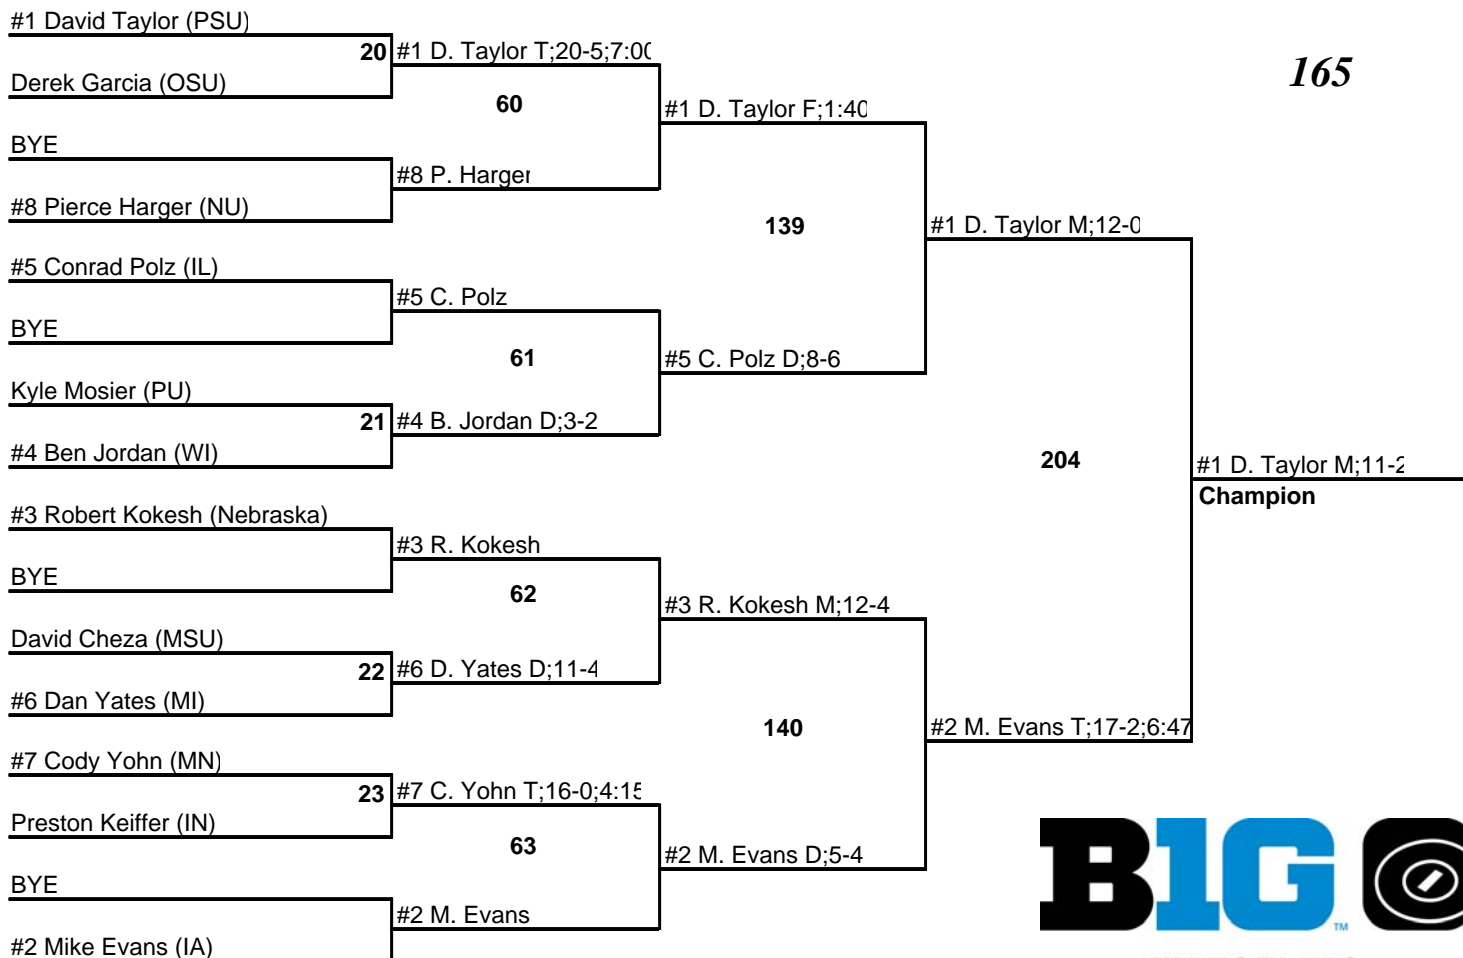 #1 David Taylor (PSU)
20 #1 D. Taylor T;20-5;7:00
165
Derek Garcia (OSU)
60
#1 D. Taylor F;1:40
BYE
#8 P. Harger
#8 Pierce Harger (NU)
139
#1 D. Taylor M;12-0
#5 Conrad Polz (IL)
#5 C. Polz
BYE
61
#5 C. Polz D;8-6
Kyle Mosier (PU)
21 #4 B. Jordan D;3-2
#4 Ben Jordan (WI)
204
#1 D. Taylor M;11-2
Champion
#3 Robert Kokesh (Nebraska)
#3 R. Kokesh
BYE
62
#3 R. Kokesh M;12-4
David Cheza (MSU)
22 #6 D. Yates D;11-4
#6 Dan Yates (MI)
140
#2 M. Evans T;17-2;6:47
#7 Cody Yohn (MN)
23 #7 C. Yohn T;16-0;4:15
Preston Keiffer (IN)
63
#2 M. Evans D;5-4
BYE
#2 M. Evans
#2 Mike Evans (IA)
B1G
TM